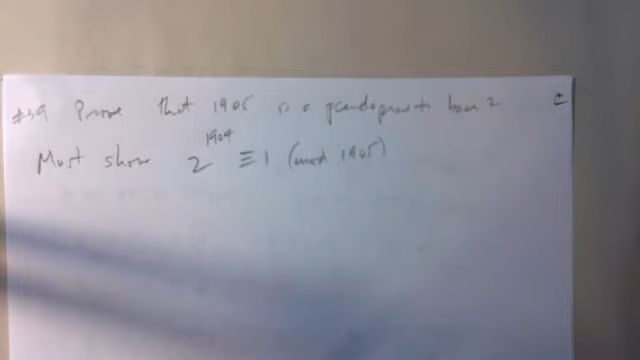 #39 Prove that 1905 is a pseudoprime to base 2
Must show 2^1904 ≡ 1 (mod 1905)